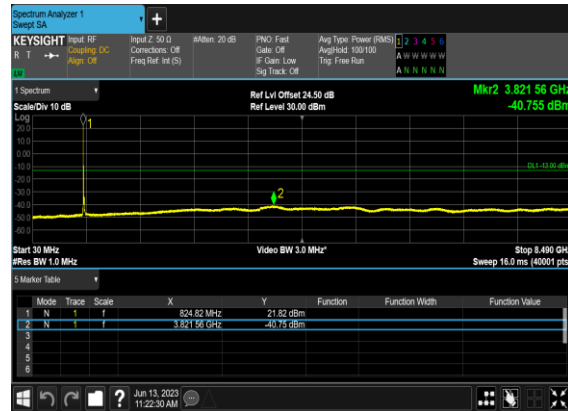 Spectrum Analyzer 1
Swept SA
+
KEYSIGHT Input: RF Input Z: 50 Ω #Atten: 20 dB PNO: Fast Avg Type: Power (RMS) 1 2 3 4 5 6
R T Coupling: DC Corrections: Off Gate: Off Avg|Hold: 100/100 A W W W W W
Align: Off Freq Ref: Int (S) IF Gain: Low Trig: Free Run
Sig Track: Off A N N N N N
1 Spectrum
Ref Lvl Offset 24.50 dB Mkr2 3.821 56 GHz
Scale/Div 10 dB Ref Level 30.00 dBm -40.755 dBm
Log
20.0
10.0
0.00
-10.0
-20.0
-30.0
-40.0
-50.0
-60.0
1
DL1 -13.00 dBm
2
Start 30 MHz Video BW 3.0 MHz* Stop 8.490 GHz
#Res BW 1.0 MHz Sweep 16.0 ms (40001 pts)
5 Marker Table
Mode Trace Scale X Y Function Function Width Function Value
1 N 1 f 824.82 MHz 21.82 dBm
2 N 1 f 3.821 56 GHz -40.75 dBm
3
4
5
6
? Jun 13, 2023
11:22:30 AM